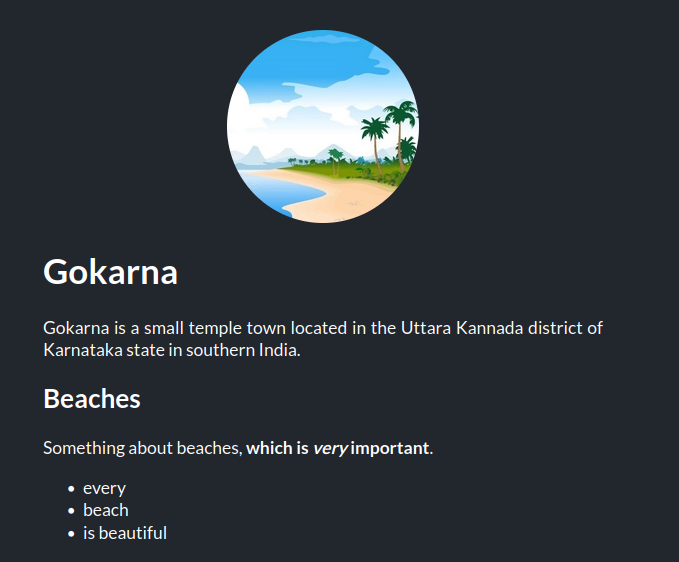 Gokarna
Gokarna is a small temple town located in the Uttara Kannada district of
Karnataka state in southern India.
Beaches
Something about beaches, which is very important.
• every
• beach
• is beautiful